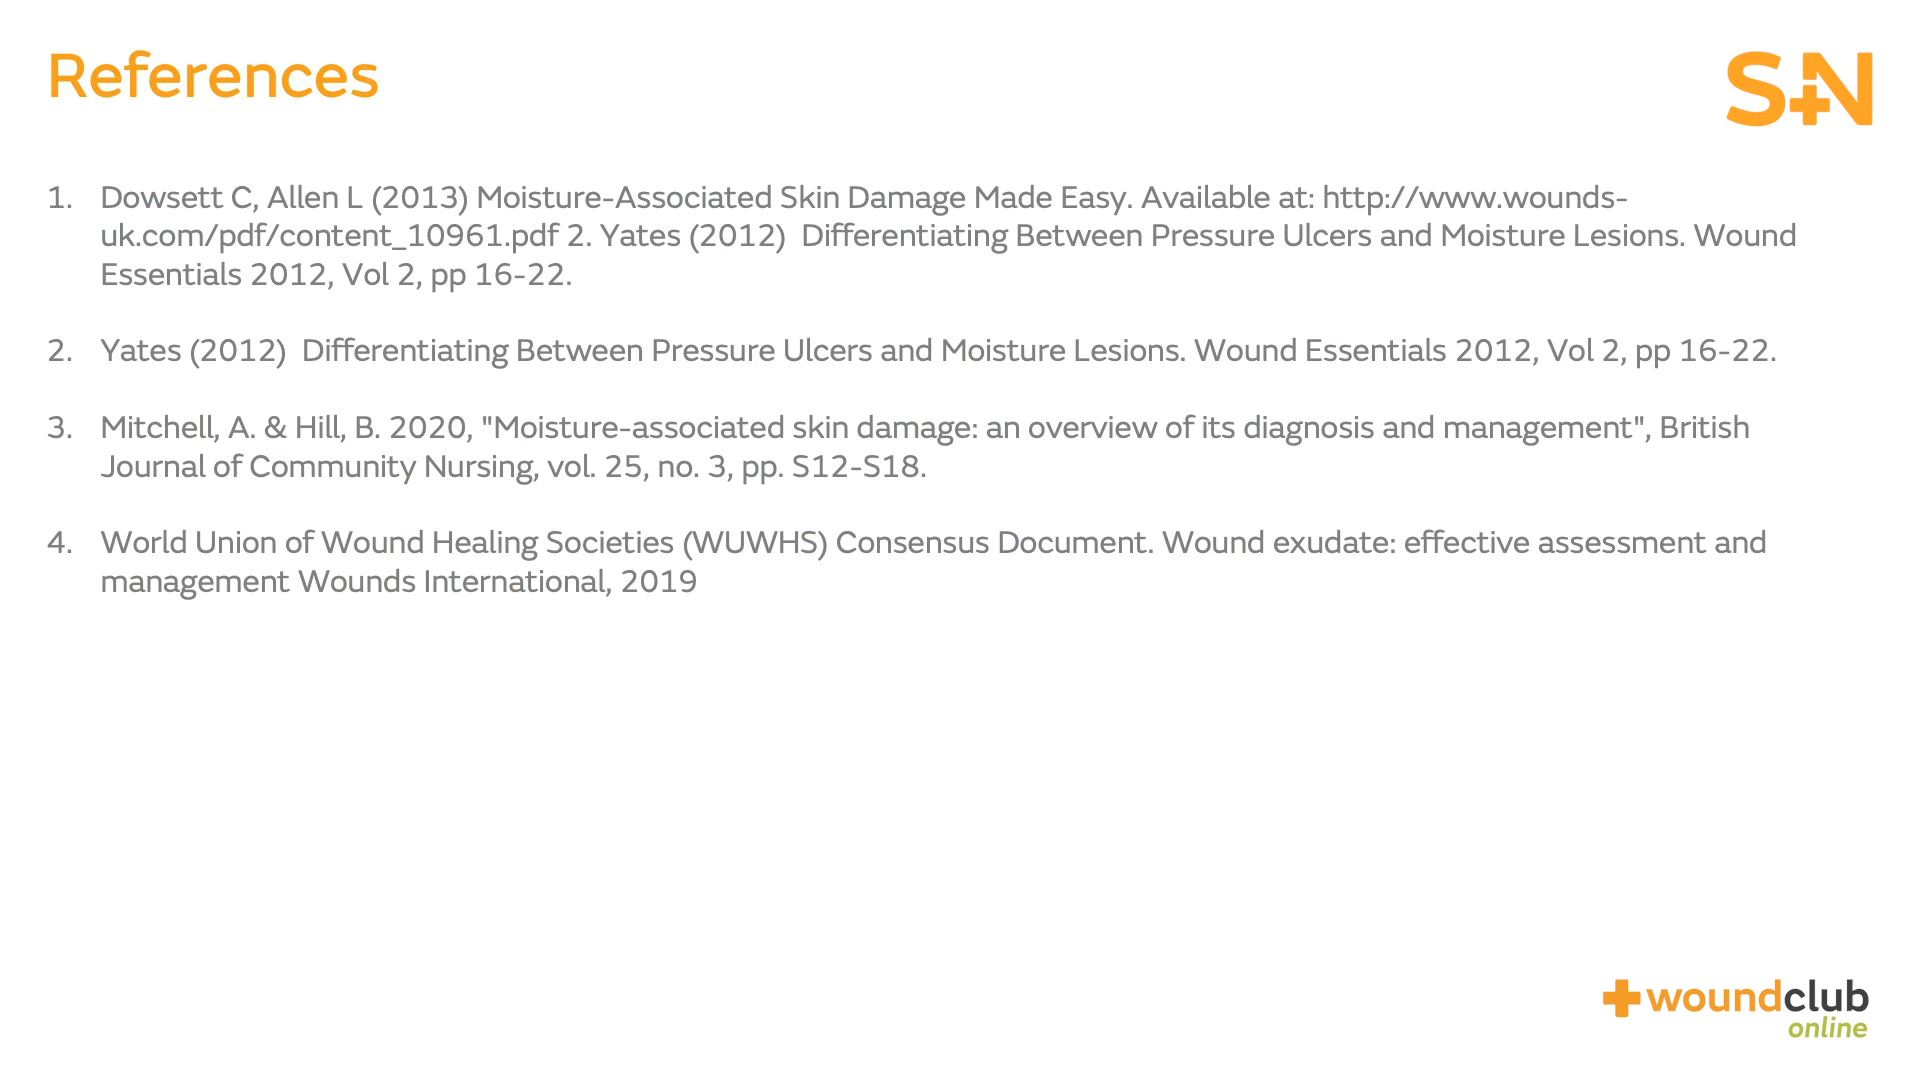 References
S+N
1. Dowsett C, Allen L (2013) Moisture-Associated Skin Damage Made Easy. Available at: http://www.wounds-
uk.com/pdf/content_10961.pdf 2. Yates (2012)  Differentiating Between Pressure Ulcers and Moisture Lesions. Wound
Essentials 2012, Vol 2, pp 16-22.
2. Yates (2012)  Differentiating Between Pressure Ulcers and Moisture Lesions. Wound Essentials 2012, Vol 2, pp 16-22.
3. Mitchell, A. & Hill, B. 2020, "Moisture-associated skin damage: an overview of its diagnosis and management", British
Journal of Community Nursing, vol. 25, no. 3, pp. S12-S18.
4. World Union of Wound Healing Societies (WUWHS) Consensus Document. Wound exudate: effective assessment and
management Wounds International, 2019
woundclub
online